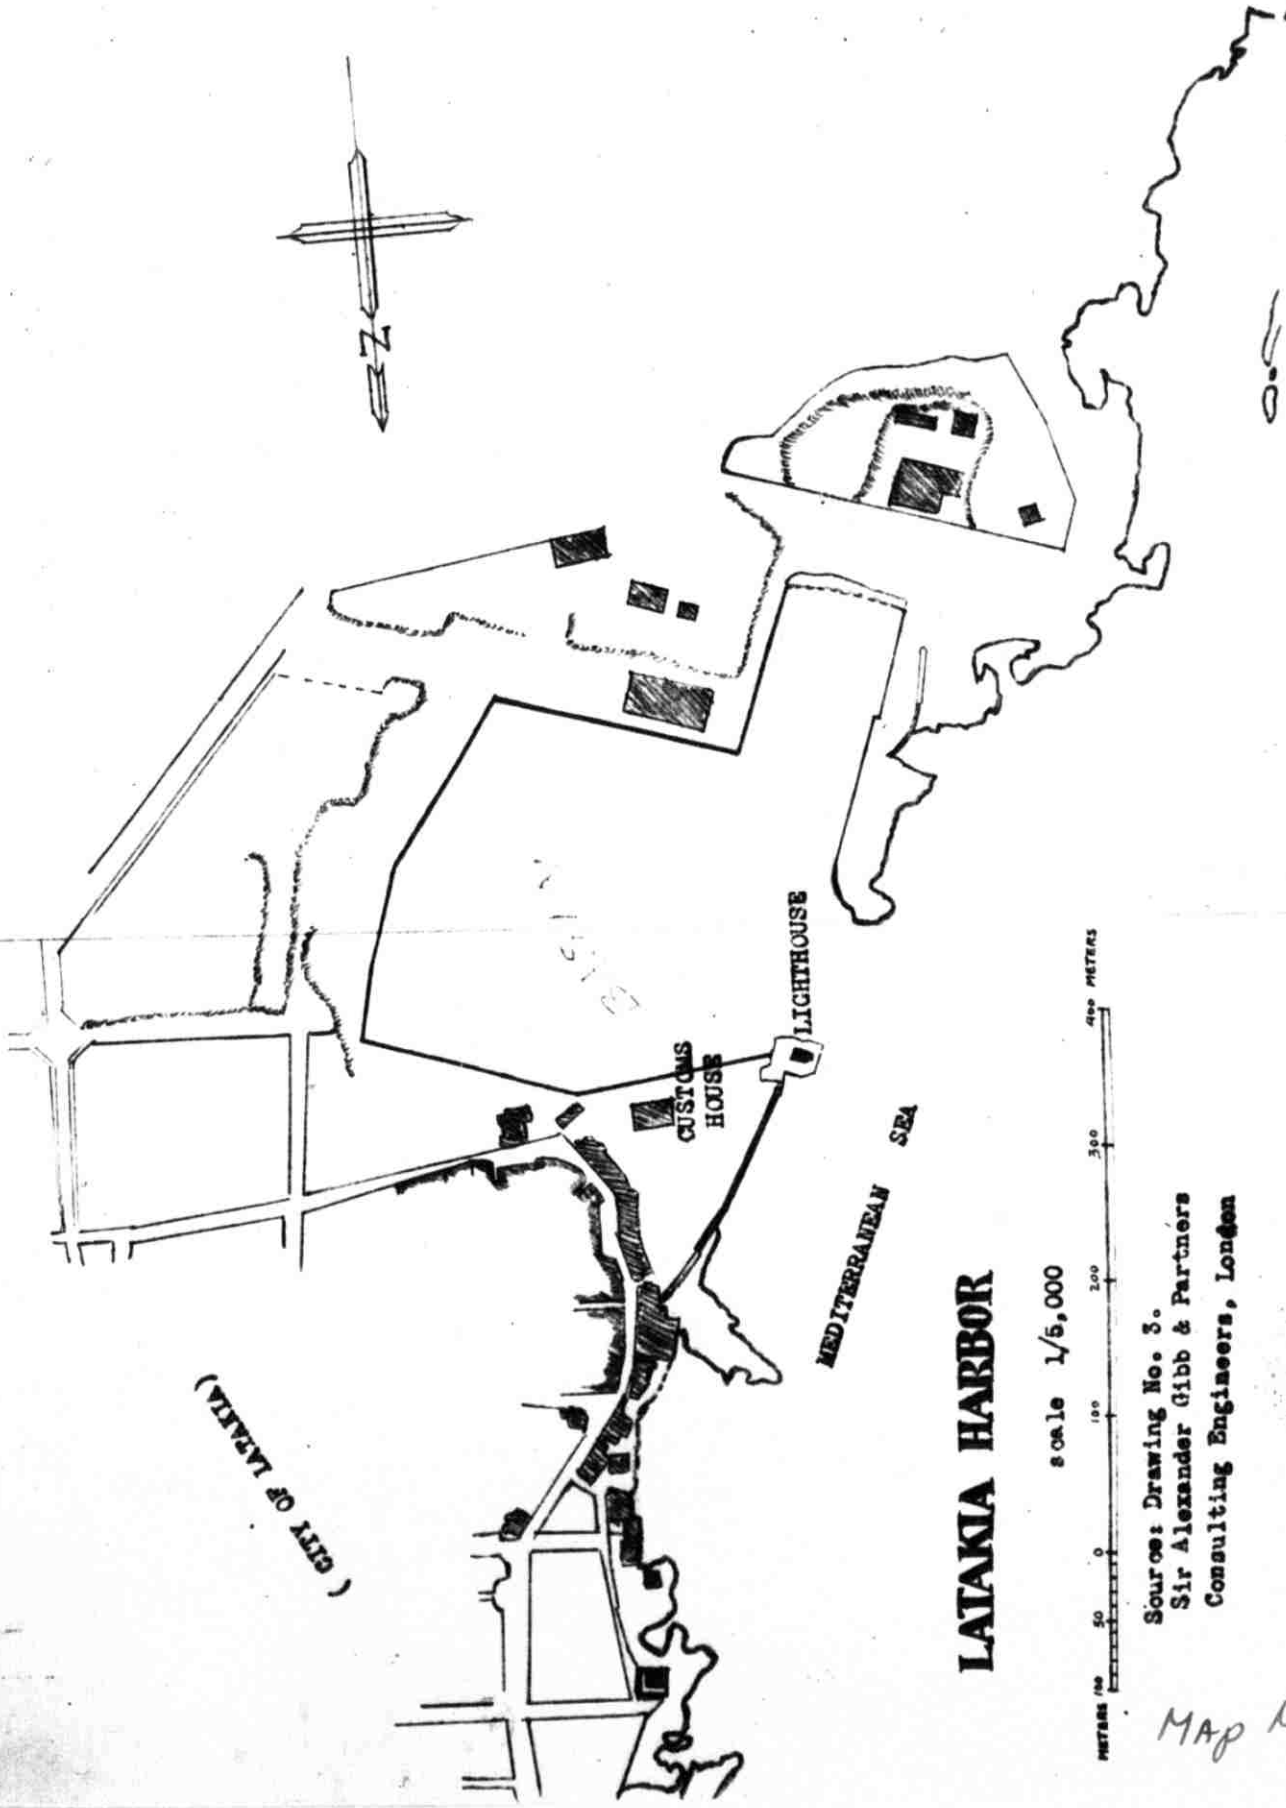 N
( CITY OF LATAKIA)
BASIN
CUSTOMS
HOUSE
LIGHTHOUSE
MEDITERRANEAN SEA
LATAKIA HARBOR
scale 1/5,000
METERS 100 50 0 100 200 300 400 METERS
Source: Drawing No. 3.
Sir Alexander Gibb & Partners
Consulting Engineers, London
MAP